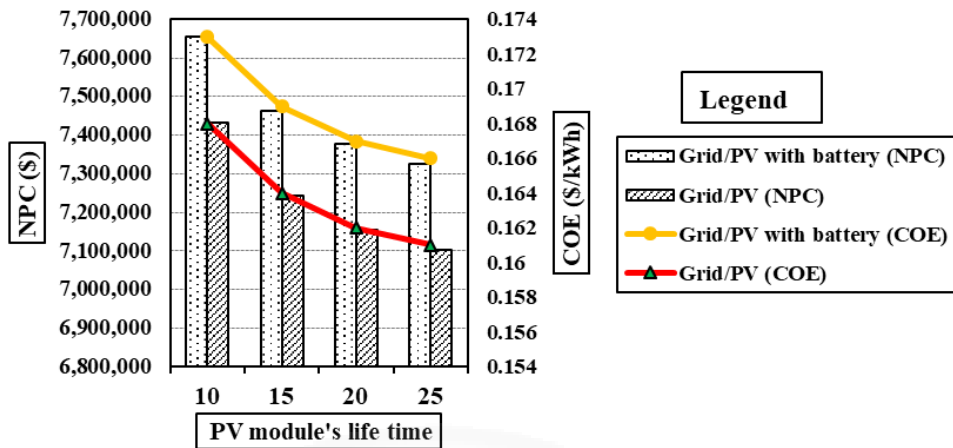 NPC ($)
7,700,000
7,600,000
7,500,000
7,400,000
7,300,000
7,200,000
7,100,000
7,000,000
6,900,000
6,800,000
10 15 20 25
PV module's life time
0.174
0.172
0.17
0.168
0.166
0.164
0.162
0.16
0.158
0.156
0.154
COE ($/kWh)
Legend
Grid/PV with battery (NPC)
Grid/PV (NPC)
Grid/PV with battery (COE)
Grid/PV (COE)